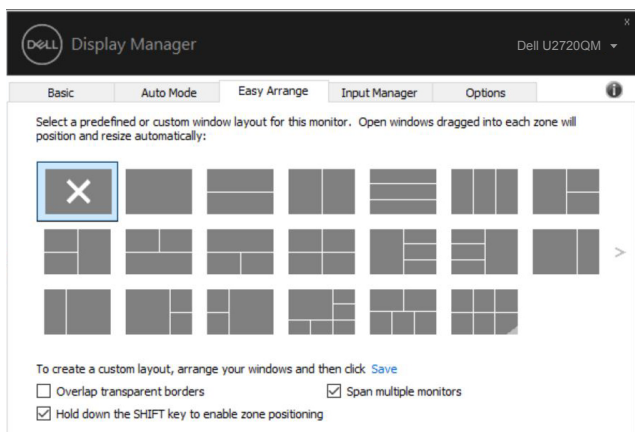 x
DELL Display Manager
Dell U2720QM
Basic Auto Mode Easy Arrange Input Manager Options
Select a predefined or custom window layout for this monitor. Open windows dragged into each zone will
position and resize automatically:
To create a custom layout, arrange your windows and then click Save
Overlap transparent borders Span multiple monitors
Hold down the SHIFT key to enable zone positioning